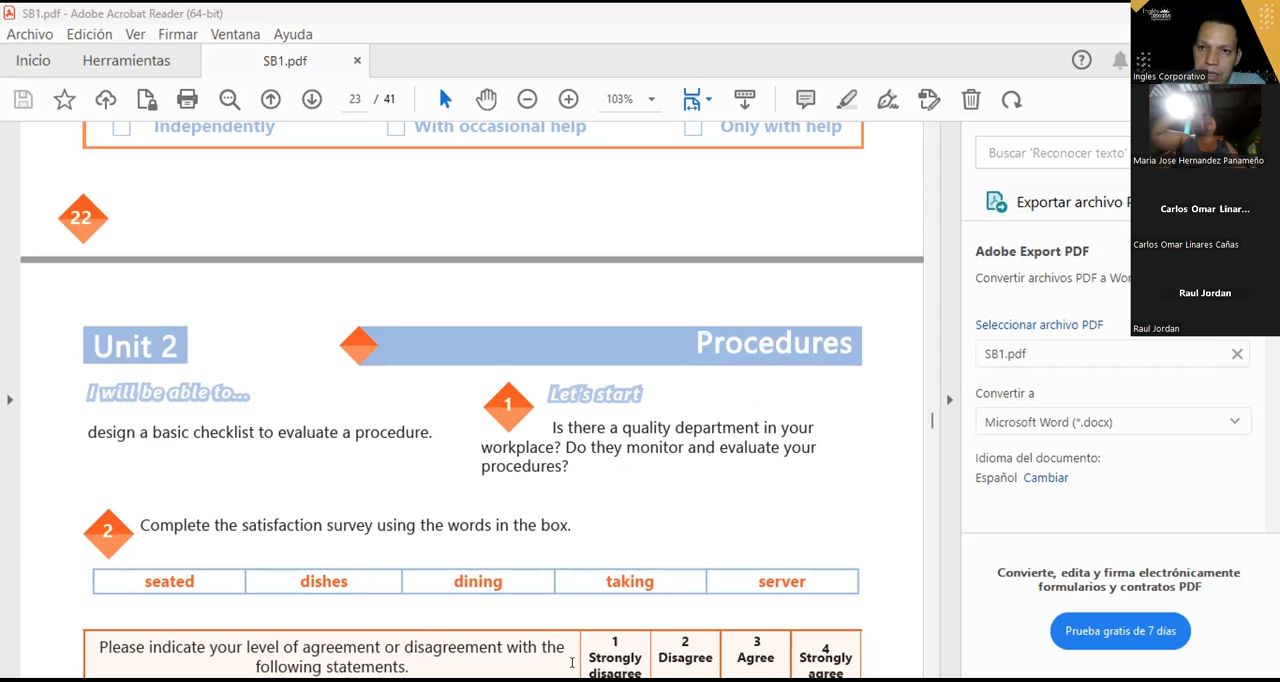 SB1.pdf - Adobe Acrobat Reader (64-bit)
Archivo Edición Ver Firmar Ventana Ayuda
Inicio Herramientas SB1.pdf ×
23 / 41 103%
Independently With occasional help Only with help
22
Unit 2 Procedures
I will be able to...
design a basic checklist to evaluate a procedure.
1 Let's start
Is there a quality department in your
workplace? Do they monitor and evaluate your
procedures?
2 Complete the satisfaction survey using the words in the box.
seated dishes dining taking server
Please indicate your level of agreement or disagreement with the
following statements.
1
Strongly
disagree
2
Disagree
3
Agree
4
Strongly
agree
Buscar 'Reconocer texto'
Exportar archivo P
Adobe Export PDF
Convertir archivos PDF a Wor
Seleccionar archivo PDF
SB1.pdf
Convertir a
Microsoft Word (*.docx)
Idioma del documento:
Español Cambiar
Convierte, edita y firma electrónicamente
formularios y contratos PDF
Prueba gratis de 7 días
Inglés
Corporativo
Ingles Corporativo
Maria Jose Hernandez Panameño
Carlos Omar Linar...
Carlos Omar Linares Cañas
Raul Jordan
Raul Jordan